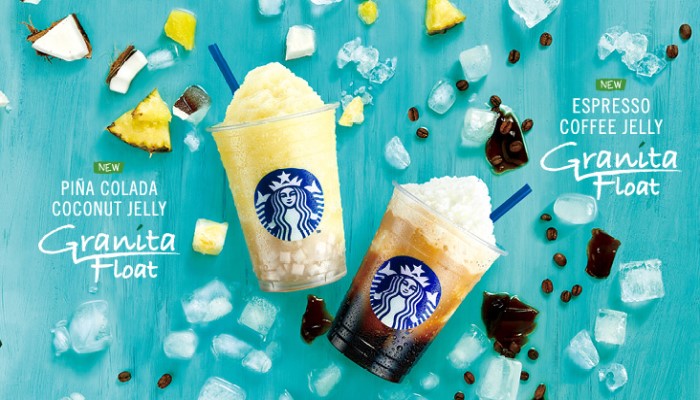 NEW
PIÑA COLADA
COCONUT JELLY
Granita
Float
NEW
ESPRESSO
COFFEE JELLY
Granita
Float